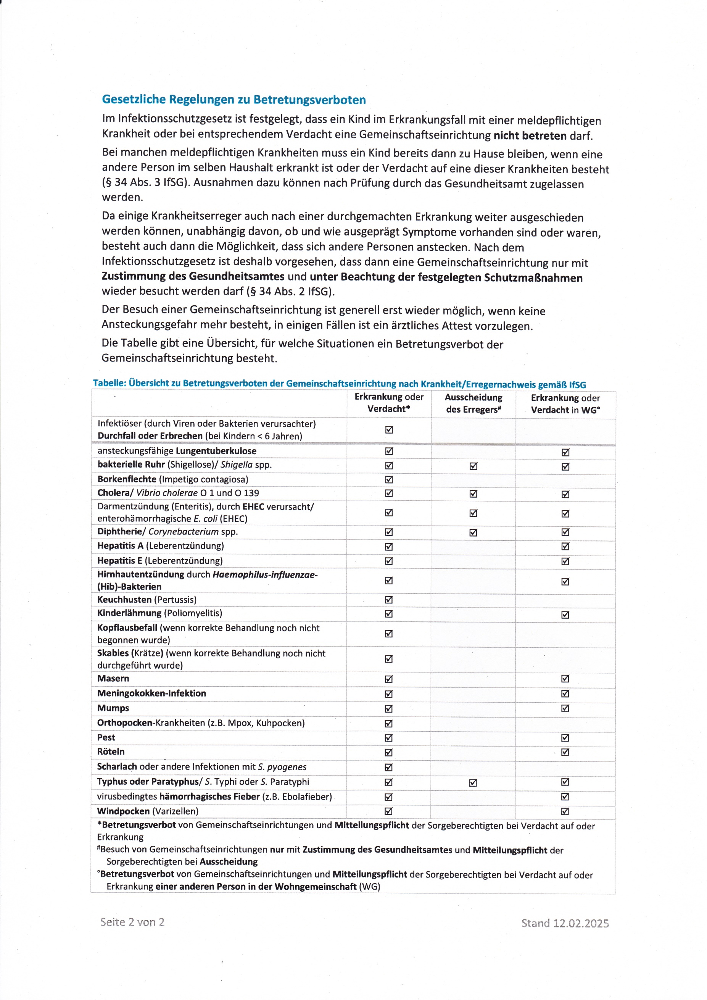 Gesetzliche Regelungen zu Betretungsverboten
Im Infektionsschutzgesetz ist festgelegt, dass ein Kind im Erkrankungsfall mit einer meldepflichtigen
Krankheit oder bei entsprechendem Verdacht eine Gemeinschaftseinrichtung nicht betreten darf.
Bei manchen meldepflichtigen Krankheiten muss ein Kind bereits dann zu Hause bleiben, wenn eine
andere Person im selben Haushalt erkrankt ist oder der Verdacht auf eine dieser Krankheiten besteht
(§ 34 Abs. 3 IfSG). Ausnahmen dazu können nach Prüfung durch das Gesundheitsamt zugelassen
werden.
Da einige Krankheitserreger auch nach einer durchgemachten Erkrankung weiter ausgeschieden
werden können, unabhängig davon, ob und wie ausgeprägt Symptome vorhanden sind oder waren,
besteht auch dann die Möglichkeit, dass sich andere Personen anstecken. Nach dem
Infektionsschutzgesetz ist deshalb vorgesehen, dass dann eine Gemeinschaftseinrichtung nur mit
Zustimmung des Gesundheitsamtes und unter Beachtung der festgelegten Schutzmaßnahmen
wieder besucht werden darf (§ 34 Abs. 2 IfSG).
Der Besuch einer Gemeinschaftseinrichtung ist generell erst wieder möglich, wenn keine
Ansteckungsgefahr mehr besteht, in einigen Fällen ist ein ärztliches Attest vorzulegen.
Die Tabelle gibt eine Übersicht, für welche Situationen ein Betretungsverbot der
Gemeinschaftseinrichtung besteht.
Tabelle: Übersicht zu Betretungsverboten der Gemeinschaftseinrichtung nach Krankheit/Erregernachweis gemäß IfSG
Erkrankung oder Ausscheidung Erkrankung oder
Verdacht* des Erregers# Verdacht in WG°
Infektiöser (durch Viren oder Bakterien verursachter)
Durchfall oder Erbrechen (bei Kindern < 6 Jahren) ☑
ansteckungsfähige Lungentuberkulose ☑ ☑
bakterielle Ruhr (Shigellose)/ Shigella spp. ☑ ☑ ☑
Borkenflechte (Impetigo contagiosa) ☑
Cholera/ Vibrio cholerae O 1 und O 139 ☑ ☑ ☑
Darmentzündung (Enteritis), durch EHEC verursacht/
enterohämorrhagische E. coli (EHEC) ☑ ☑ ☑
Diphtherie/ Corynebacterium spp. ☑ ☑ ☑
Hepatitis A (Leberentzündung) ☑ ☑
Hepatitis E (Leberentzündung) ☑ ☑
Hirnhautentzündung durch Haemophilus-influenzae-
(Hib)-Bakterien ☑ ☑
Keuchhusten (Pertussis) ☑
Kinderlähmung (Poliomyelitis) ☑ ☑
Kopflausbefall (wenn korrekte Behandlung noch nicht
begonnen wurde) ☑
Skabies (Krätze) (wenn korrekte Behandlung noch nicht
durchgeführt wurde) ☑
Masern ☑ ☑
Meningokokken-Infektion ☑ ☑
Mumps ☑ ☑
Orthopocken-Krankheiten (z.B. Mpox, Kuhpocken) ☑
Pest ☑ ☑
Röteln ☑ ☑
Scharlach oder andere Infektionen mit S. pyogenes ☑
Typhus oder Paratyphus/ S. Typhi oder S. Paratyphi ☑ ☑ ☑
virusbedingtes hämorrhagisches Fieber (z.B. Ebolafieber) ☑ ☑
Windpocken (Varizellen) ☑ ☑
*Betretungsverbot von Gemeinschaftseinrichtungen und Mitteilungspflicht der Sorgeberechtigten bei Verdacht auf oder
Erkrankung
#Besuch von Gemeinschaftseinrichtungen nur mit Zustimmung des Gesundheitsamtes und Mitteilungspflicht der
Sorgeberechtigten bei Ausscheidung
°Betretungsverbot von Gemeinschaftseinrichtungen und Mitteilungspflicht der Sorgeberechtigten bei Verdacht auf oder
Erkrankung einer anderen Person in der Wohngemeinschaft (WG)
Seite 2 von 2 Stand 12.02.2025